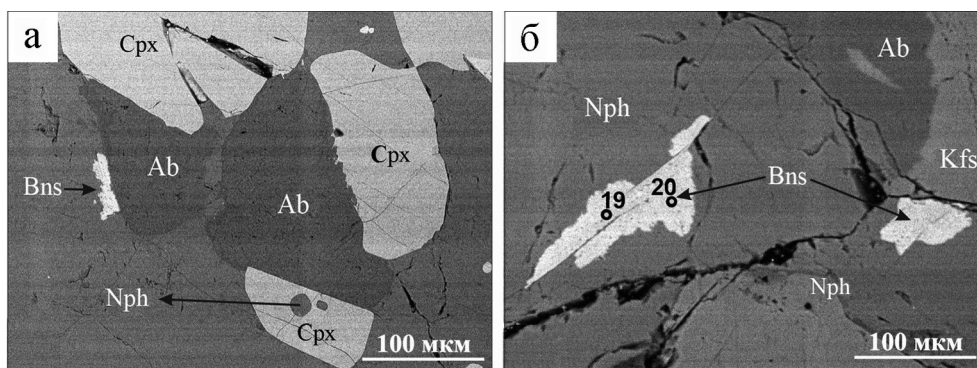 а
Cpx
Cpx
Ab
Bns
Ab
Nph
Cpx
100 мкм
б
Ab
Nph
Kfs
Bns
20
19
Nph
100 мкм